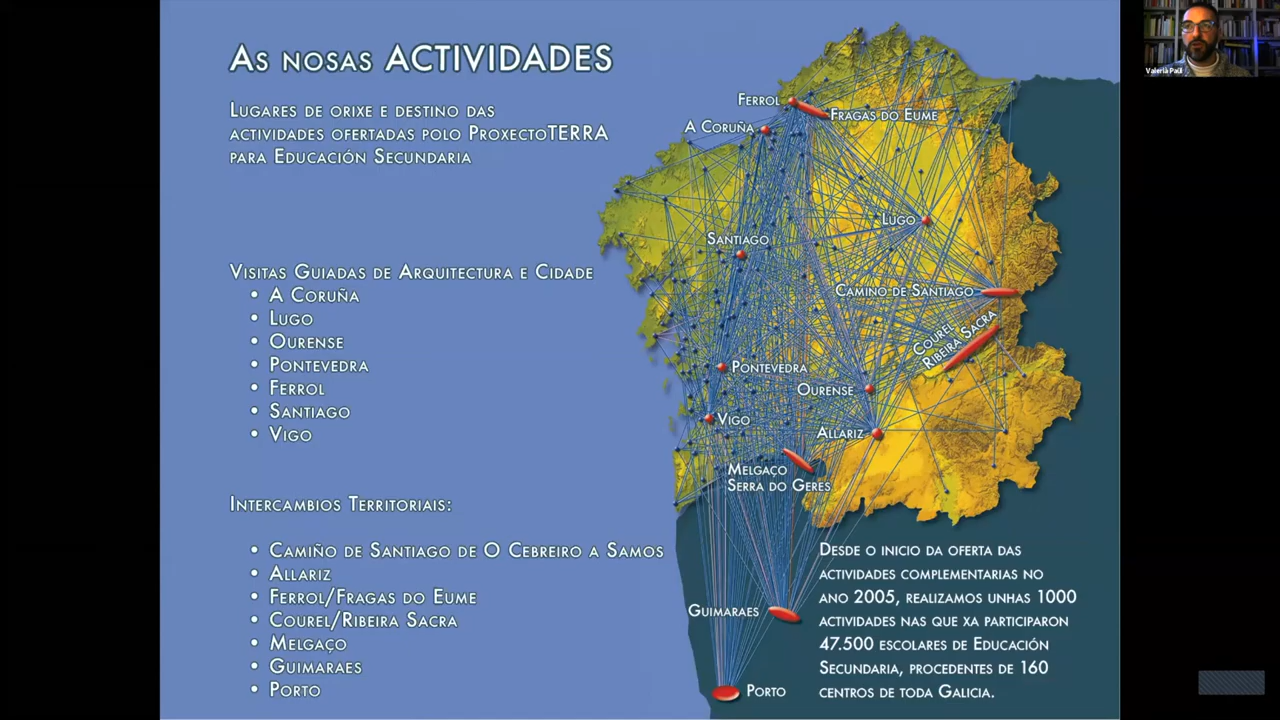 As nosas ACTIVIDADES
Lugares de orixe e destino das
actividades ofertadas polo ProxectoTERRA
para Educación Secundaria
Visitas Guiadas de Arquitectura e Cidade
• A Coruña
• Lugo
• Ourense
• Pontevedra
• Ferrol
• Santiago
• Vigo
Intercambios Territoriais:
• Camiño de Santiago de O Cebreiro a Samos
• Allariz
• Ferrol/Fragas do Eume
• Courel/Ribeira Sacra
• Melgaço
• Guimaraes
• Porto
Ferrol
Fragas do Eume
A Coruña
Lugo
Santiago
Camino de Santiago
Courel
Ribeira Sacra
Pontevedra
Ourense
Vigo
Allariz
Melgaço
Serra do Geres
Guimaraes
Porto
Desde o inicio da oferta das
actividades complementarias no
ano 2005, realizamos unhas 1000
actividades nas que xa participaron
47.500 escolares de Educación
Secundaria, procedentes de 160
centros de toda Galicia.
Valerià Paül